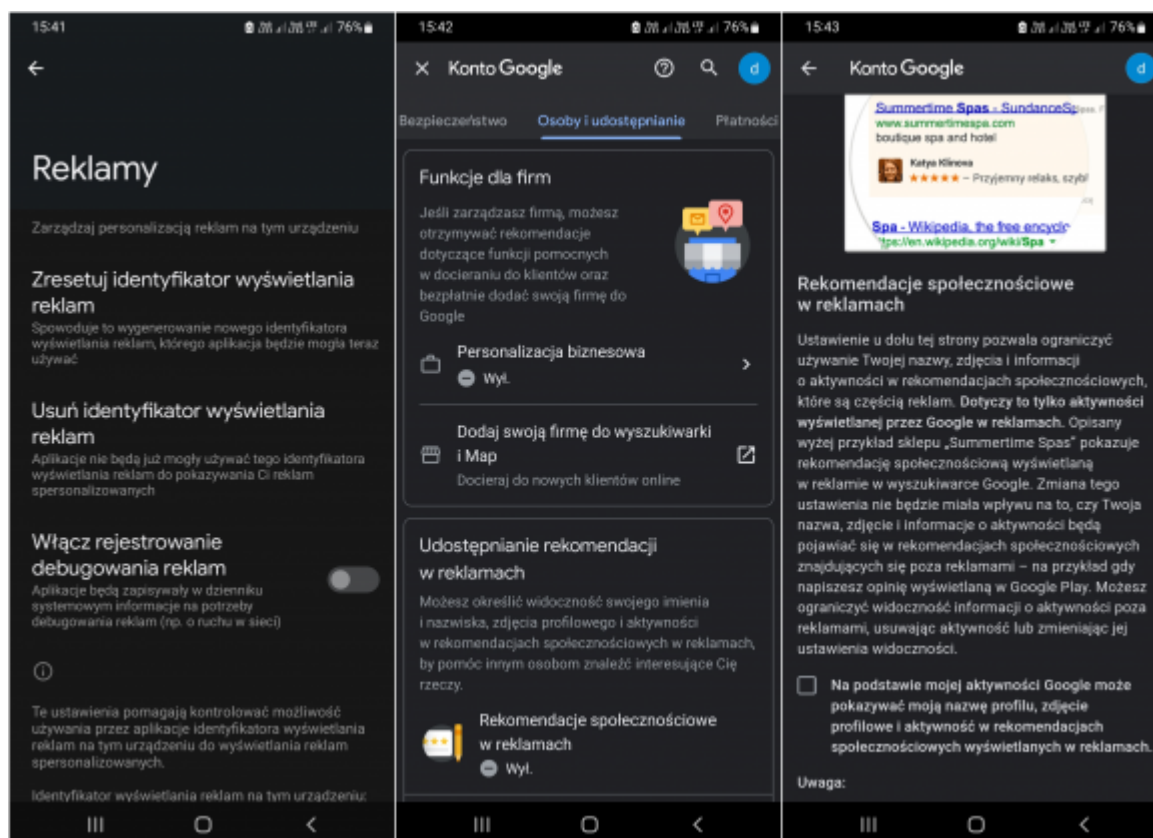 15:41
76%
Reklamy
Zarządzaj personalizacją reklam na tym urządzeniu
Zresetuj identyfikator wyświetlania
reklam
Spowoduje to wygenerowanie nowego identyfikatora
wyświetlania reklam, którego aplikacja będzie mogła teraz
używać
Usuń identyfikator wyświetlania
reklam
Aplikacje nie będą już mogły używać tego identyfikatora
wyświetlania reklam do pokazywania Ci reklam
spersonalizowanych
Włącz rejestrowanie
debugowania reklam
Aplikacje będą zapisywały w dzienniku
systemowym informacje na potrzeby
debugowania reklam (np. o ruchu w sieci)
Te ustawienia pomagają kontrolować możliwość
używania przez aplikacje identyfikatora wyświetlania
reklam na tym urządzeniu do wyświetlania reklam
spersonalizowanych.
Identyfikator wyświetlania reklam na tym urządzeniu:
15:42
76%
Konto Google
d
Bezpieczeństwo Osoby i udostępnianie Płatności
Funkcje dla firm
Jeśli zarządzasz firmą, możesz
otrzymywać rekomendacje
dotyczące funkcji pomocnych
w docieraniu do klientów oraz
bezpłatnie dodać swoją firmę do
Google
Personalizacja biznesowa
Wył.
Dodaj swoją firmę do wyszukiwarki
i Map
Docieraj do nowych klientów online
Udostępnianie rekomendacji
w reklamach
Możesz określić widoczność swojego imienia
i nazwiska, zdjęcia profilowego i aktywności
w rekomendacjach społecznościowych w reklamach,
by pomóc innym osobom znaleźć interesujące Cię
rzeczy.
Rekomendacje społecznościowe
w reklamach
Wył.
15:43
76%
Konto Google
d
Summertime Spas - SundanceSp
www.summertimespa.com
boutique spa and hotel
Katya Klinova
★★★★★ – Przyjemny relaks, szyb!
Spa - Wikipedia, the free encyclc
tps://en.wikipedia.org/wiki/Spa
Rekomendacje społecznościowe
w reklamach
Ustawienie u dołu tej strony pozwala ograniczyć
używanie Twojej nazwy, zdjęcia i informacji
o aktywności w rekomendacjach społecznościowych,
które są częścią reklam. Dotyczy to tylko aktywności
wyświetlanej przez Google w reklamach. Opisany
wyżej przykład sklepu „Summertime Spas” pokazuje
rekomendację społecznościową wyświetlaną
w reklamie w wyszukiwarce Google. Zmiana tego
ustawienia nie będzie miała wpływu na to, czy Twoja
nazwa, zdjęcie i informacje o aktywności będą
pojawiać się w rekomendacjach społecznościowych
znajdujących się poza reklamami – na przykład gdy
napiszesz opinię wyświetlaną w Google Play. Możesz
ograniczyć widoczność informacji o aktywności poza
reklamami, usuwając aktywność lub zmieniając jej
ustawienia widoczności.
Na podstawie mojej aktywności Google może
pokazywać moją nazwę profilu, zdjęcie
profilowe i aktywność w rekomendacjach
społecznościowych wyświetlanych w reklamach.
Uwaga: